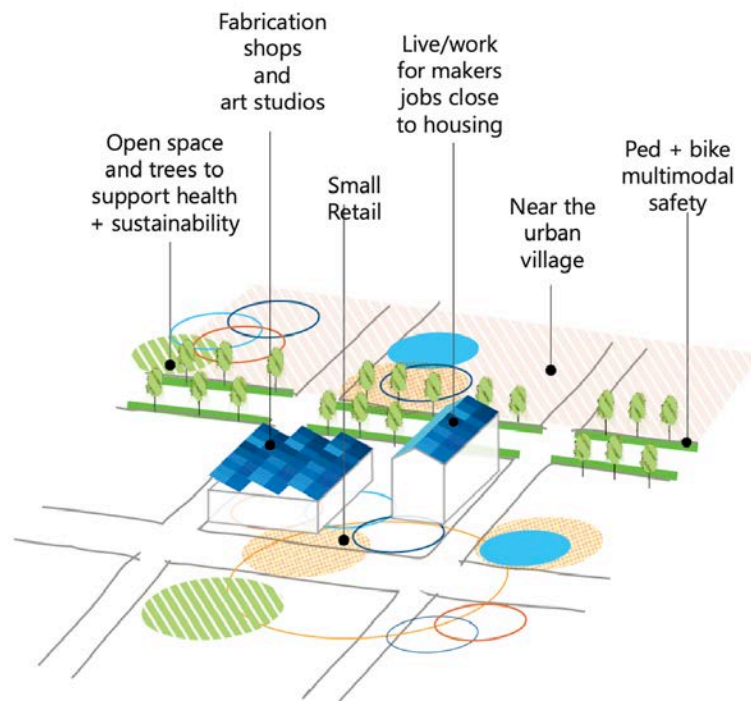 Fabrication
shops
and
art studios
Live/work
for makers
jobs close
to housing
Open space
and trees to
support health
+ sustainability
Small
Retail
Near the
urban
village
Ped + bike
multimodal
safety